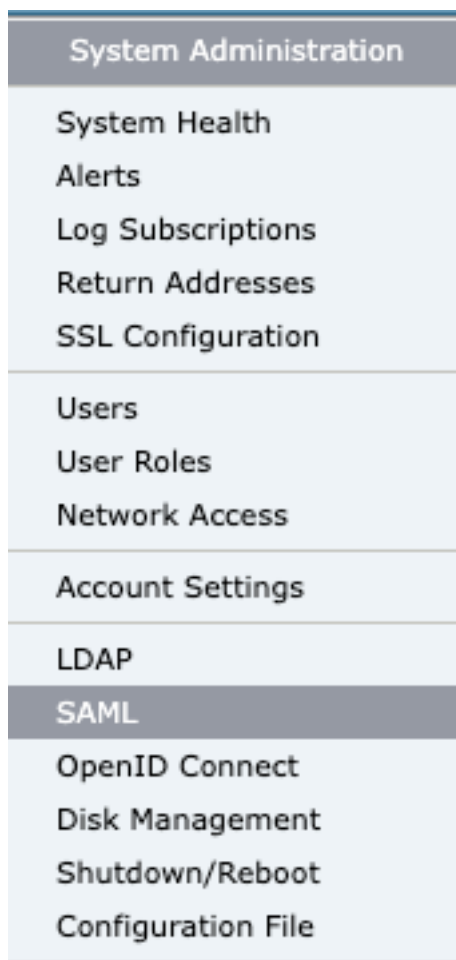 System Administration
System Health
Alerts
Log Subscriptions
Return Addresses
SSL Configuration
Users
User Roles
Network Access
Account Settings
LDAP
SAML
OpenID Connect
Disk Management
Shutdown/Reboot
Configuration File